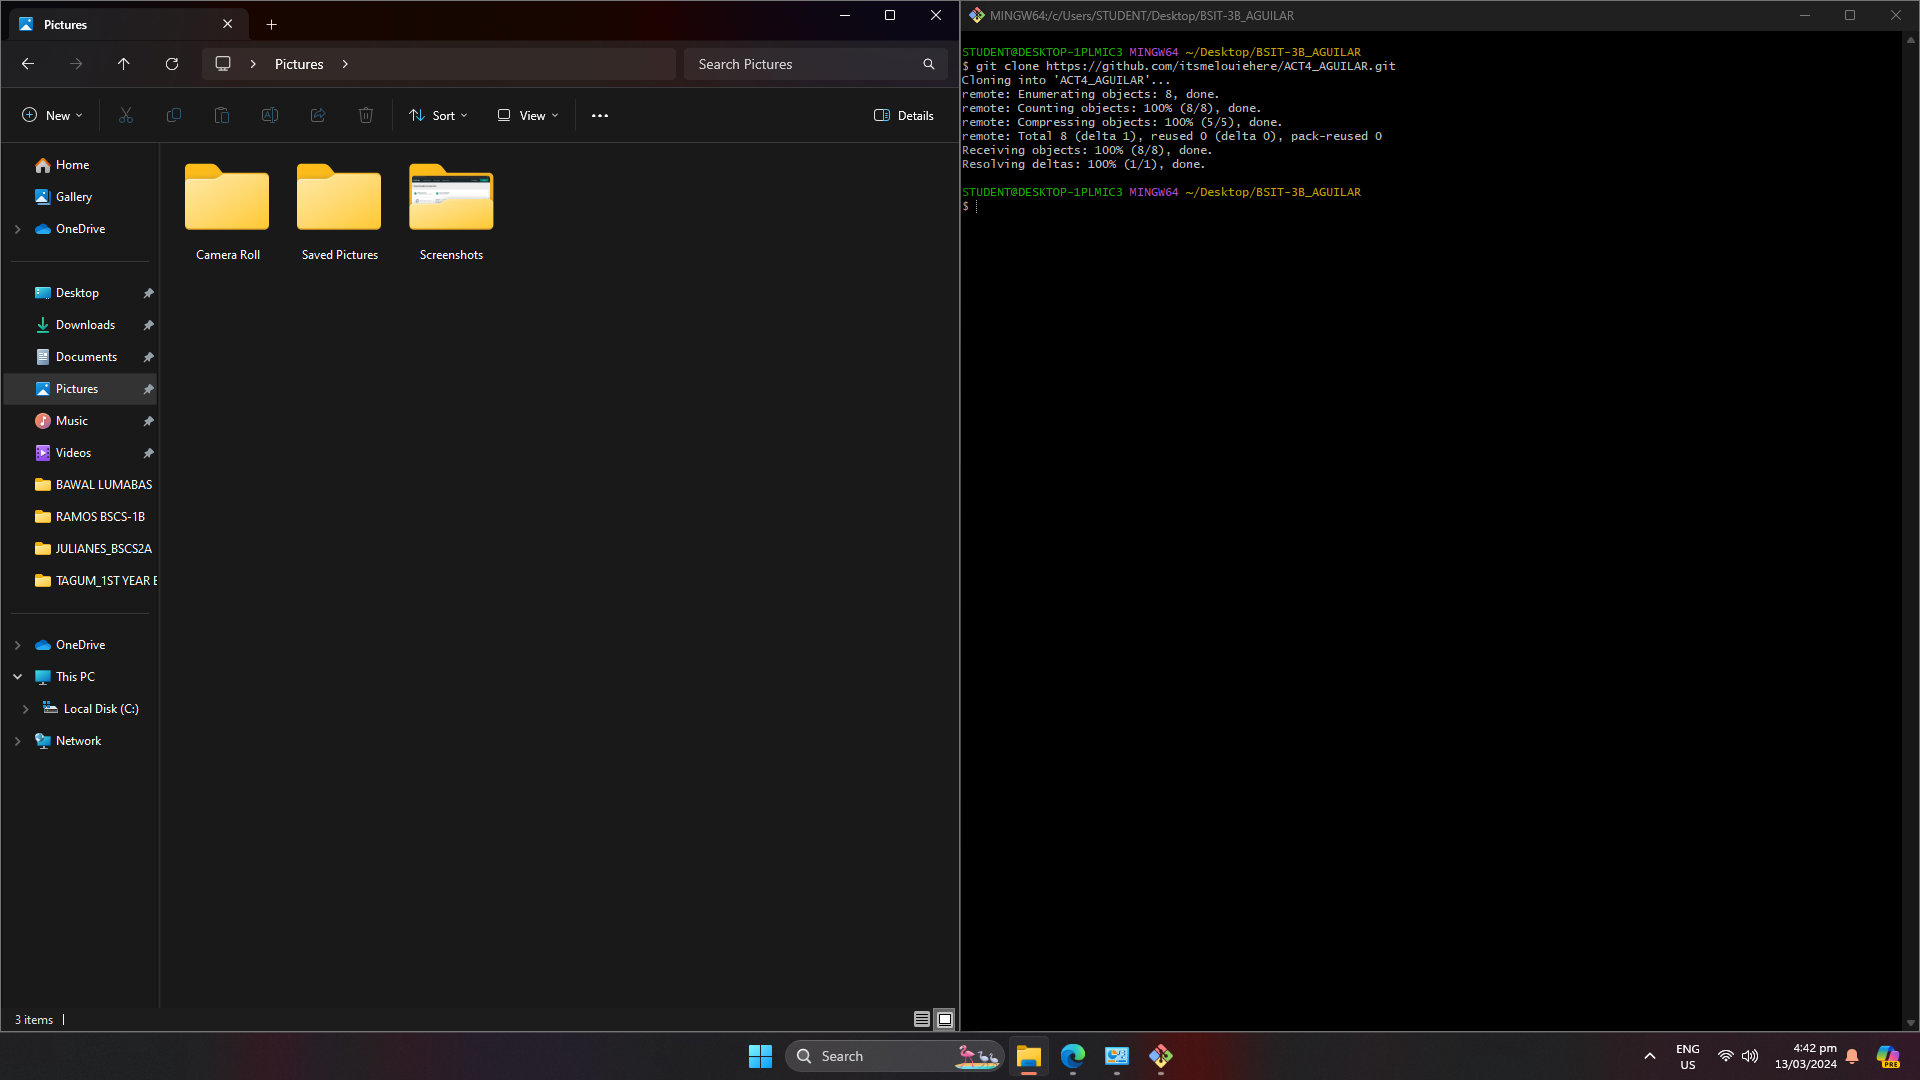 Pictures
Pictures
Search Pictures
New
Sort
View
Details
Home
Gallery
OneDrive
Desktop
Downloads
Documents
Pictures
Music
Videos
BAWAL LUMABAS
RAMOS BSCS-1B
JULIANES_BSCS2A
TAGUM_1ST YEAR
OneDrive
This PC
Local Disk (C:)
Network
Camera Roll
Saved Pictures
Screenshots
3 items
MINGW64:/c/Users/STUDENT/Desktop/BSIT-3B_AGUILAR
STUDENT@DESKTOP-1PLMIC3 MINGW64 ~/Desktop/BSIT-3B_AGUILAR
$ git clone https://github.com/itsmelouiehere/ACT4_AGUILAR.git
Cloning into 'ACT4_AGUILAR'...
remote: Enumerating objects: 8, done.
remote: Counting objects: 100% (8/8), done.
remote: Compressing objects: 100% (5/5), done.
remote: Total 8 (delta 1), reused 0 (delta 0), pack-reused 0
Receiving objects: 100% (8/8), done.
Resolving deltas: 100% (1/1), done.
STUDENT@DESKTOP-1PLMIC3 MINGW64 ~/Desktop/BSIT-3B_AGUILAR
$
Search
ENG
US
4:42 pm
13/03/2024
PRE